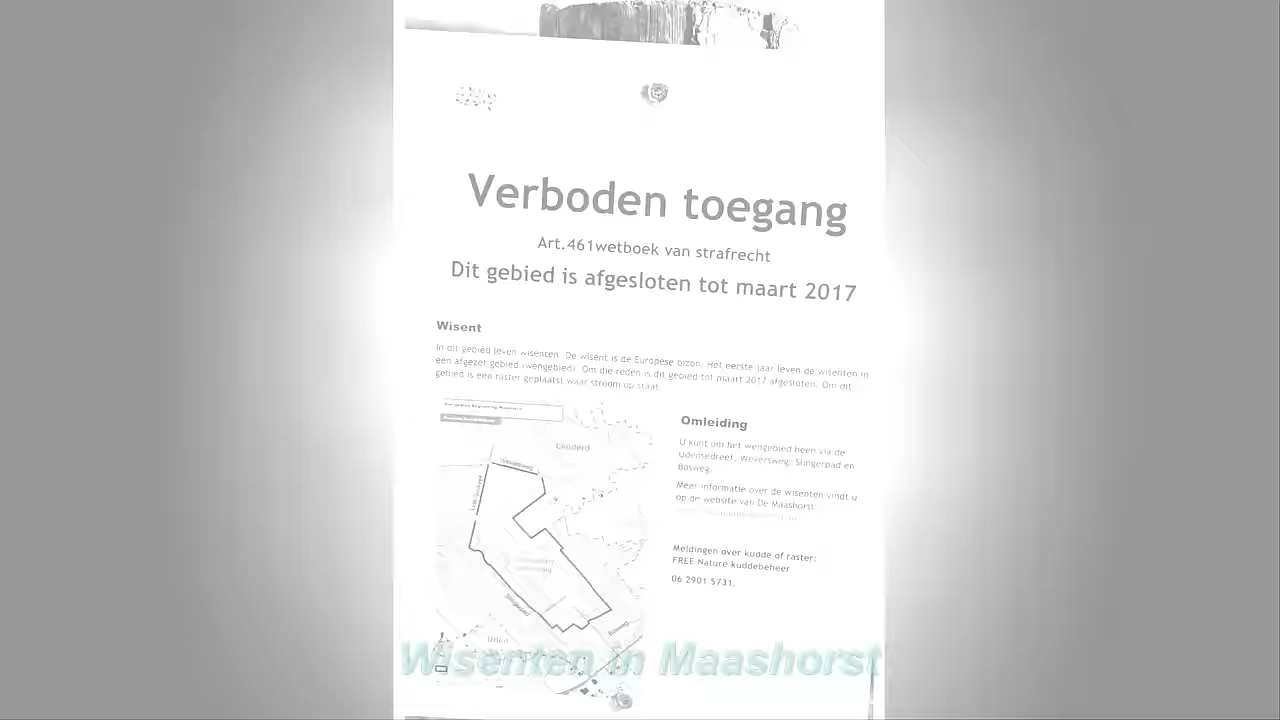 Verboden toegang
Art.461wetboek van strafrecht
Dit gebied is afgesloten tot maart 2017
Wisent
In dit gebied leven wisenten. De wisent is de Europese bizon. Het eerste jaar leven de wisenten in
een afgezet gebied (wengebied). Om die reden is dit gebied tot maart 2017 afgesloten. Om dit
gebied is een raster geplaatst waar stroom op staat.
Omleiding
U kunt om het wengebied heen via de
Udensedreef, Weversweg, Slingerpad en
Bosweg.
Meer informatie over de wisenten vindt u
op de website van De Maashorst:
Meldingen over kudde of raster:
FREE Nature kuddebeheer
06 2901 5731.
Slingerpad
Bosweg
Uden
Wisenten in Maashorst